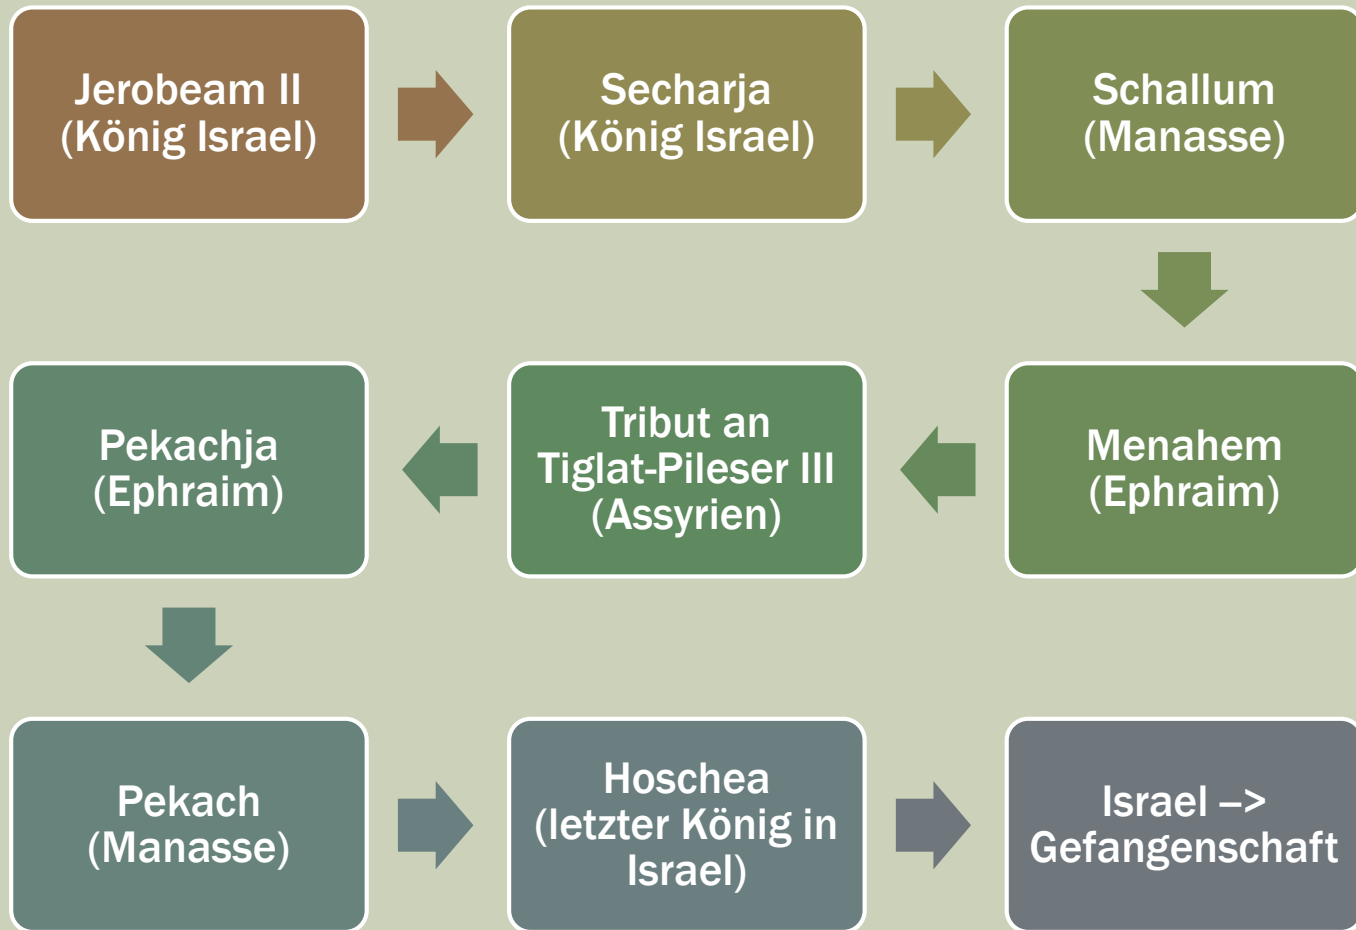 Jerobeam II
(König Israel)
Secharja
(König Israel)
Schallum
(Manasse)
Menahem
(Ephraim)
Tribut an
Tiglat-Pileser III
(Assyrien)
Pekachja
(Ephraim)
Pekach
(Manasse)
Hoschea
(letzter König in
Israel)
Israel –>
Gefangenschaft